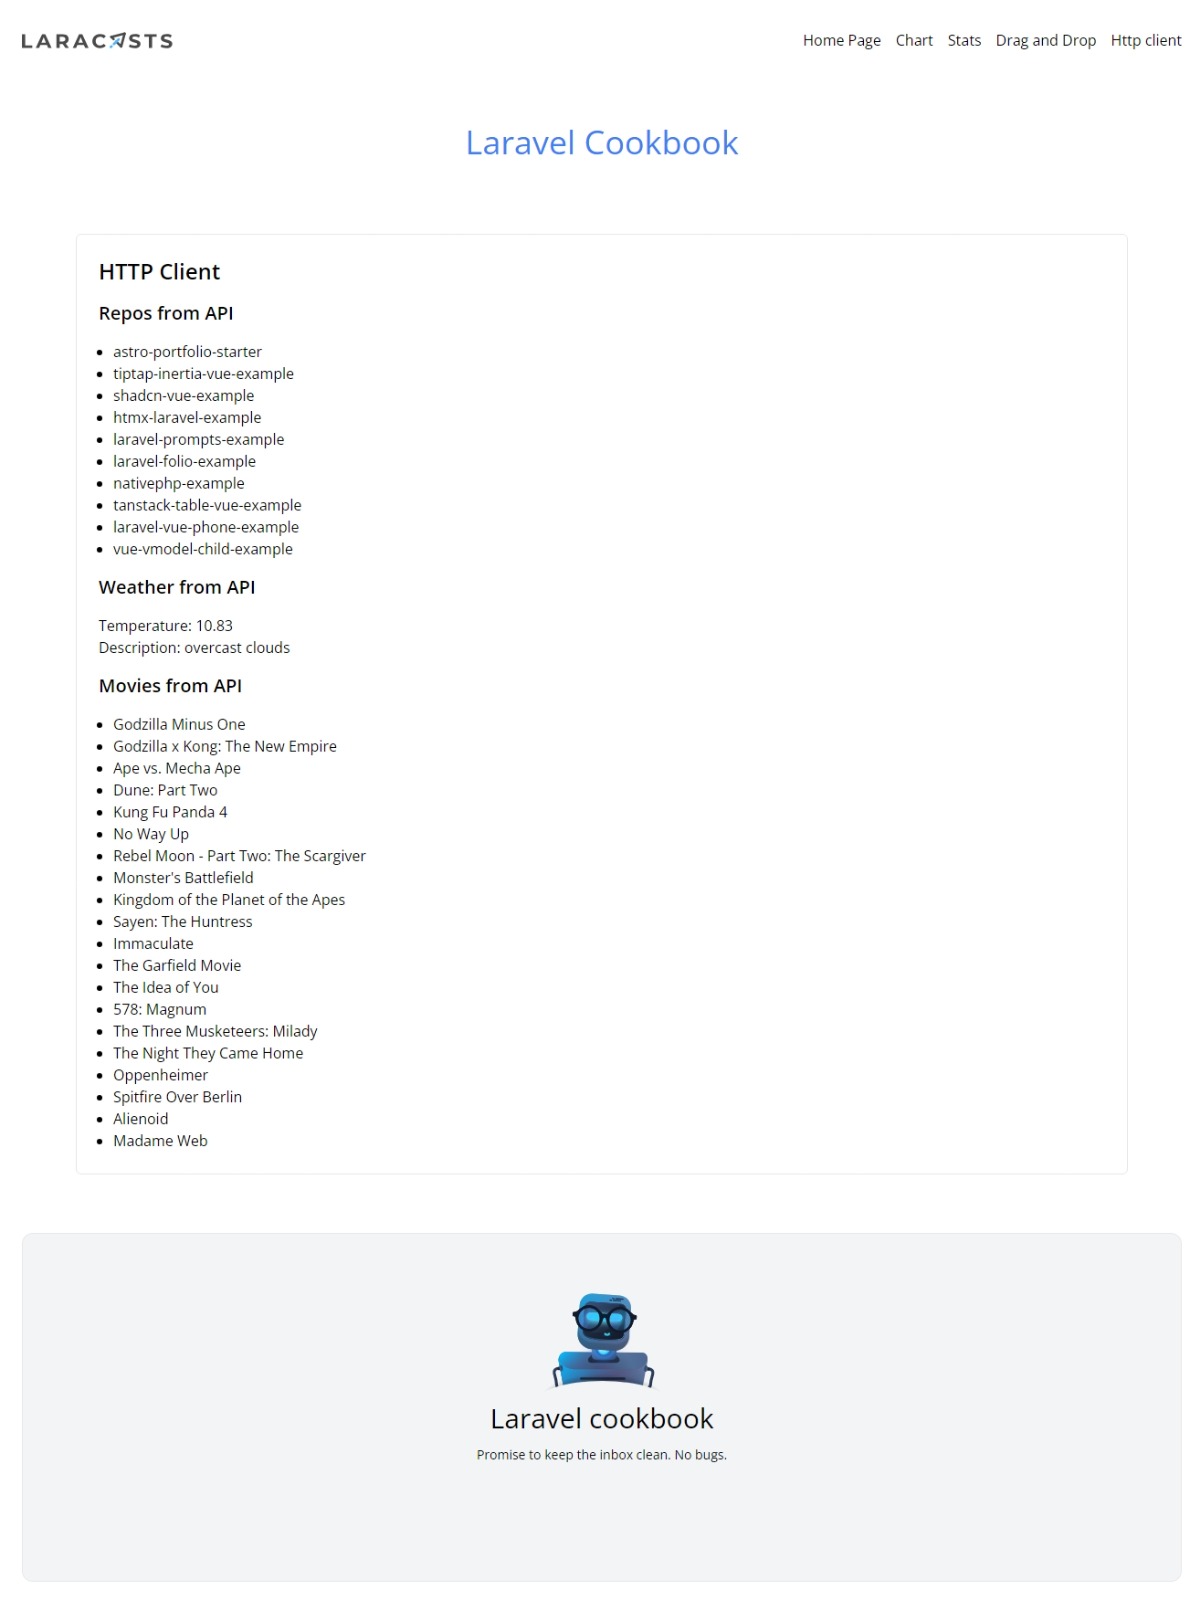 LARACASTS
Home Page Chart Stats Drag and Drop Http client
Laravel Cookbook
HTTP Client
Repos from API
astro-portfolio-starter
tiptap-inertia-vue-example
shadcn-vue-example
htmx-laravel-example
laravel-prompts-example
laravel-folio-example
nativephp-example
tanstack-table-vue-example
laravel-vue-phone-example
vue-vmodel-child-example
Weather from API
Temperature: 10.83
Description: overcast clouds
Movies from API
Godzilla Minus One
Godzilla x Kong: The New Empire
Ape vs. Mecha Ape
Dune: Part Two
Kung Fu Panda 4
No Way Up
Rebel Moon - Part Two: The Scargiver
Monster's Battlefield
Kingdom of the Planet of the Apes
Sayen: The Huntress
Immaculate
The Garfield Movie
The Idea of You
578: Magnum
The Three Musketeers: Milady
The Night They Came Home
Oppenheimer
Spitfire Over Berlin
Alienoid
Madame Web
Laravel cookbook
Promise to keep the inbox clean. No bugs.